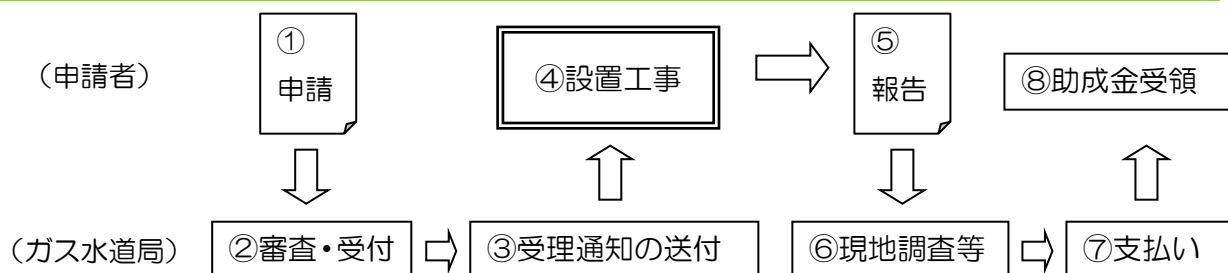 (申請者)
①
申請
④設置工事
⑤
報告
⑧助成金受領
(ガス水道局)
②審査・受付
③受理通知の送付
⑥現地調査等
⑦支払い